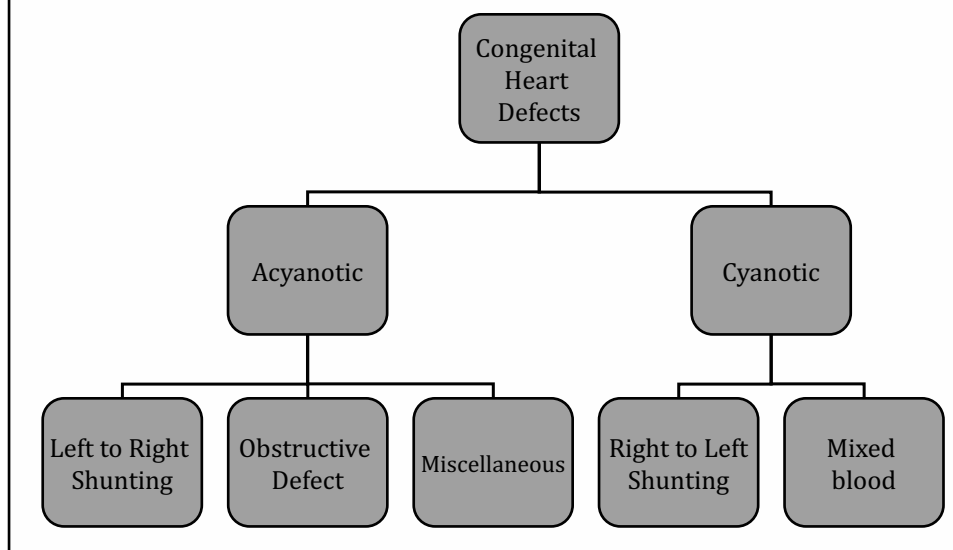 Congenital
Heart
Defects
Acyanotic
Cyanotic
Left to Right
Shunting
Obstructive
Defect
Miscellaneous
Right to Left
Shunting
Mixed
blood